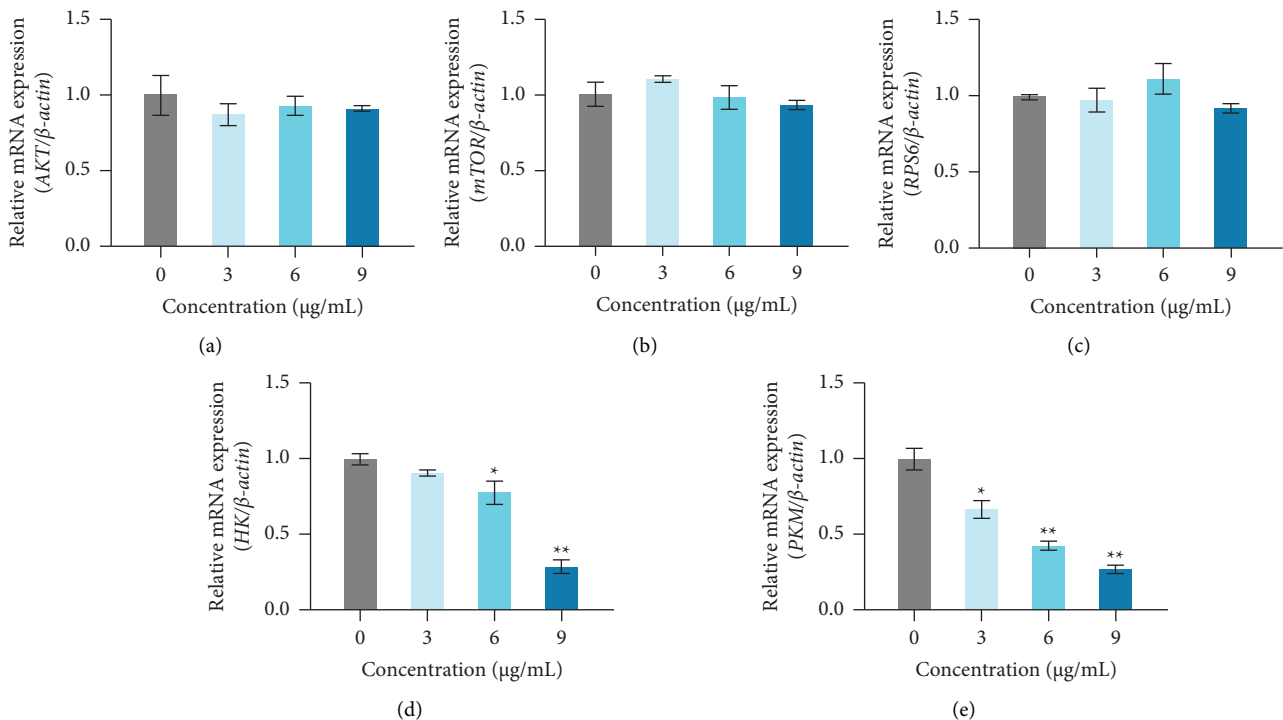 Relative mRNA expression
(AKT/β-actin)
1.5
1.0
0.5
0.0
0 3 6 9
Concentration (μg/mL)
(a)
Relative mRNA expression
(mTOR/β-actin)
1.5
1.0
0.5
0.0
0 3 6 9
Concentration (μg/mL)
(b)
Relative mRNA expression
(RPS6/β-actin)
1.5
1.0
0.5
0.0
0 3 6 9
Concentration (μg/mL)
(c)
Relative mRNA expression
(HK/β-actin)
1.5
1.0
0.5
0.0
*
**
0 3 6 9
Concentration (μg/mL)
(d)
Relative mRNA expression
(PKM/β-actin)
1.5
1.0
0.5
0.0
*
**
**
0 3 6 9
Concentration (μg/mL)
(e)